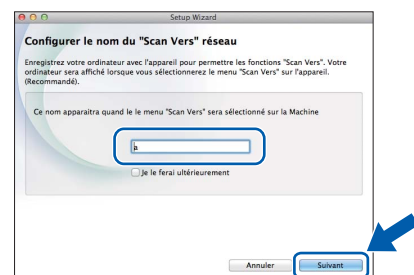 Setup Wizard
Configurer le nom du "Scan Vers" réseau
Enregistrez votre ordinateur avec l'appareil pour permettre les fonctions "Scan Vers". Votre
ordinateur sera affiché lorsque vous sélectionnerez le menu "Scan Vers" sur l'appareil.
(Recommandé).
Ce nom apparaitra quand le le menu "Scan Vers" sera sélectionné sur la Machine
a
Je le ferai ultérieurement
Annuler
Suivant